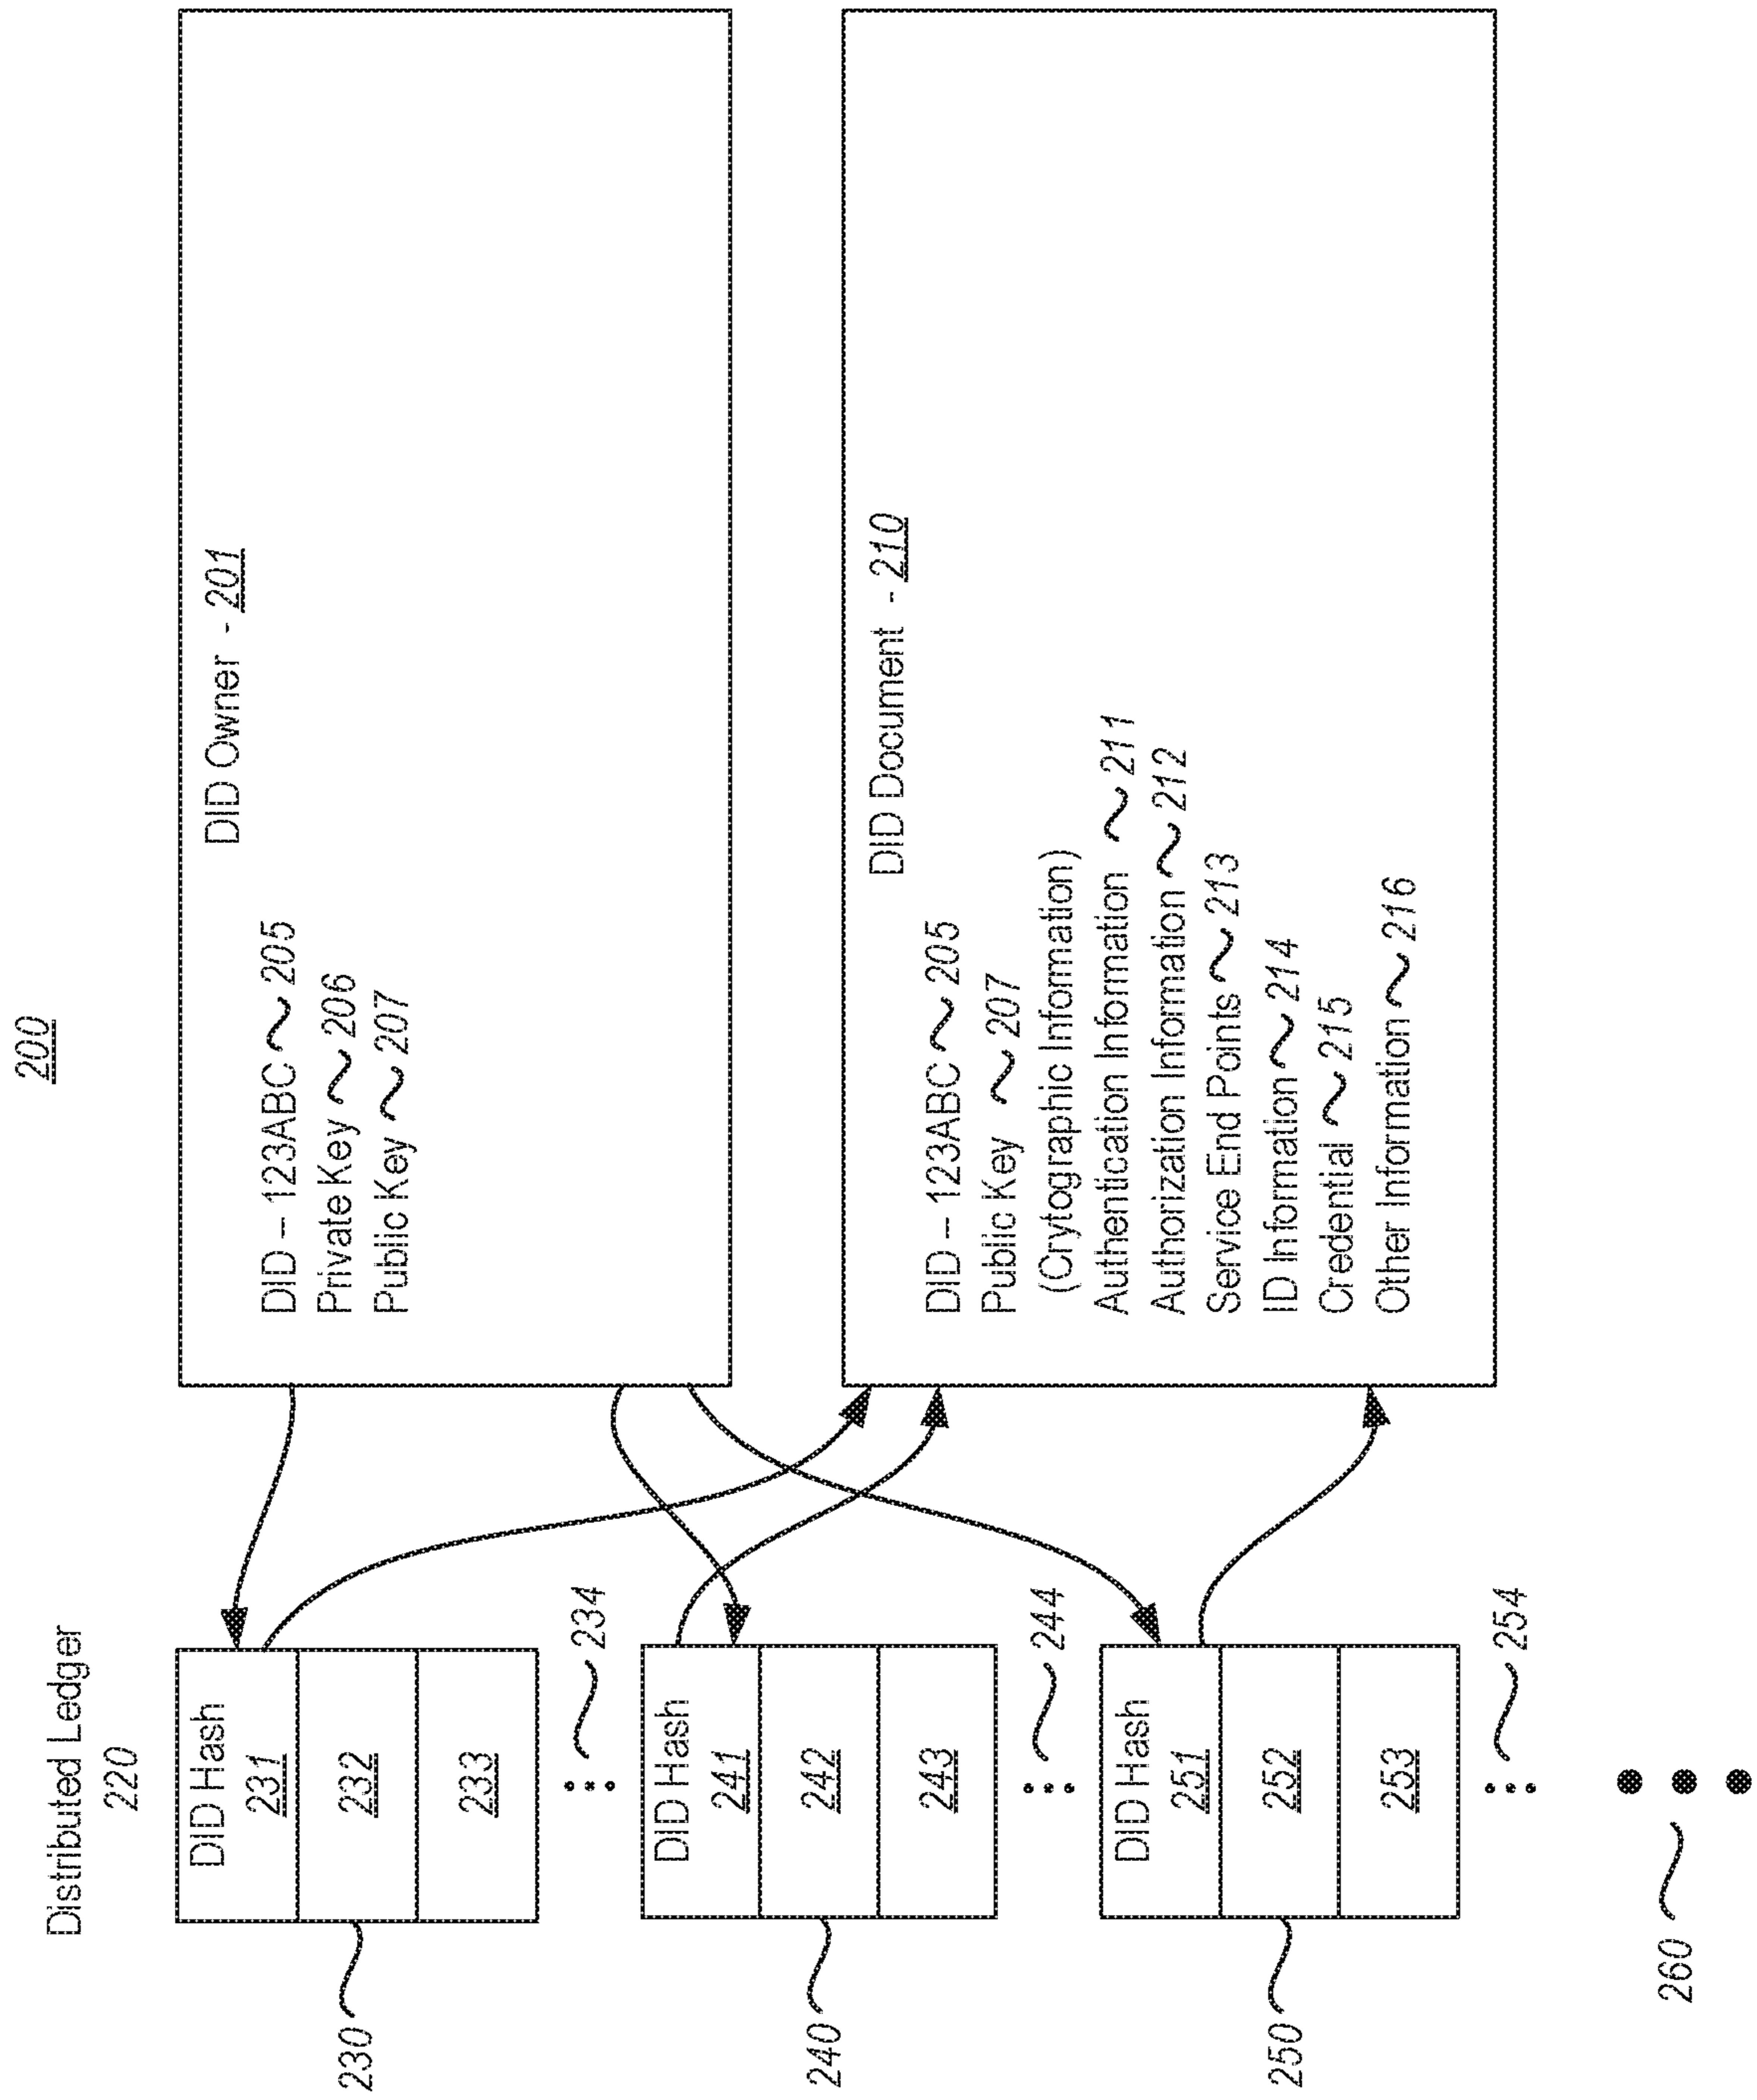 200
Distributed Ledger
220
DID Hash
231
232
233
234
230
DID Hash
241
242
243
244
240
DID Hash
251
252
253
254
250
260
DID Owner - 201
DID – 123ABC 205
Private Key 206
Public Key 207
DID Document - 210
DID – 123ABC 205
Public Key 207
(Crytographic Information)
Authentication Information 211
Authorization Information 212
Service End Points 213
ID Information 214
Credential 215
Other Information 216